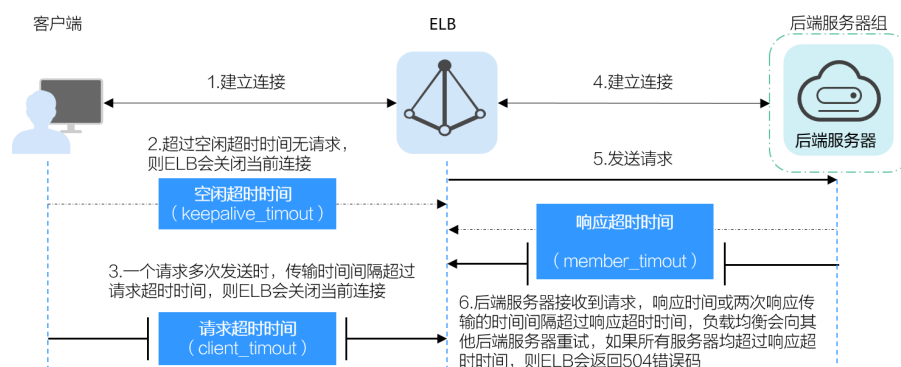 客户端
ELB
后端服务器组
1.建立连接
4.建立连接
后端服务器
2.超过空闲超时时间无请求，
则ELB会关闭当前连接
5.发送请求
空闲超时时间
（keepalive_timout）
响应超时时间
（member_timout）
3.一个请求多次发送时，传输时间间隔超过
请求超时时间，则ELB会关闭当前连接
请求超时时间
（client_timout）
6.后端服务器接收到请求，响应时间或两次响应传
输的时间间隔超过响应超时时间，负载均衡会向其
他后端服务器重试，如果所有服务器均超过响应超
时时间，则ELB会返回504错误码